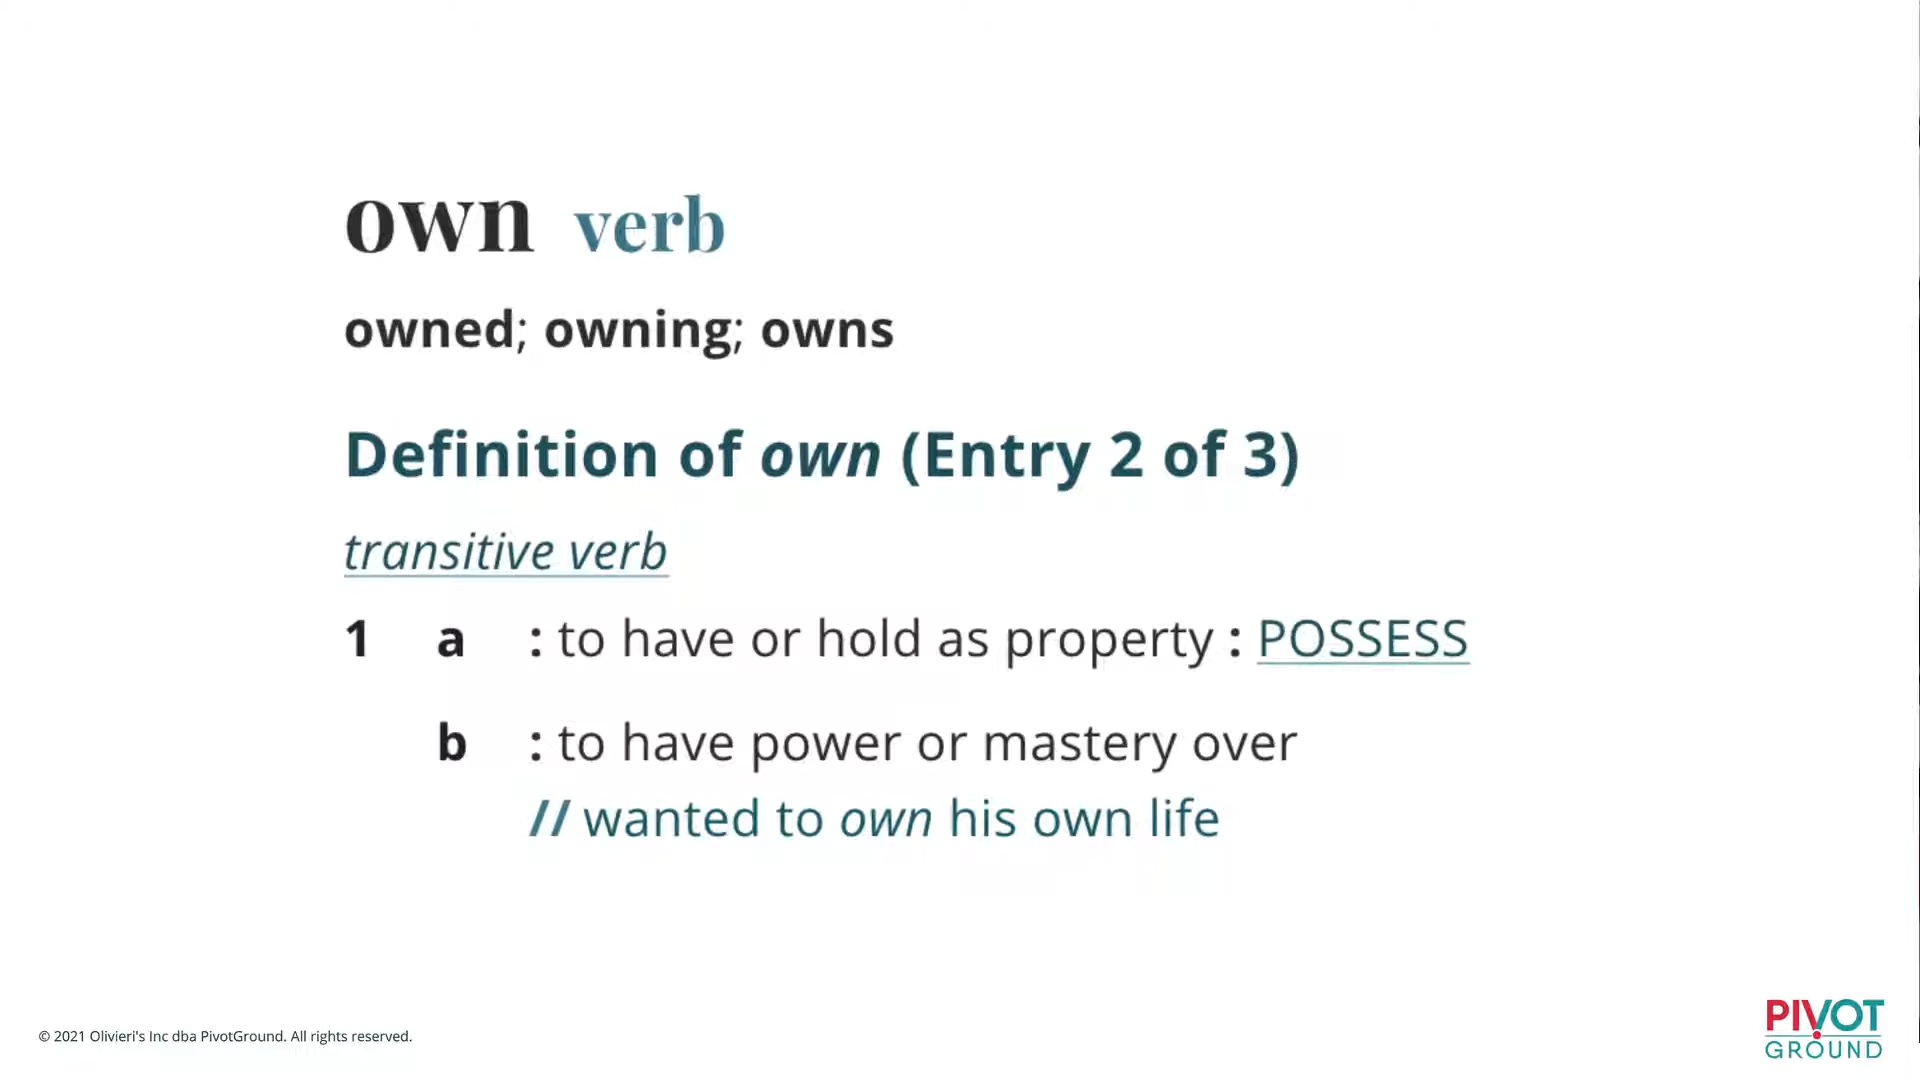 own verb
owned; owning; owns
Definition of own (Entry 2 of 3)
transitive verb
1 a : to have or hold as property : POSSESS
b : to have power or mastery over
// wanted to own his own life
© 2021 Olivieri's Inc dba PivotGround. All rights reserved.
PIVOT
GROUND